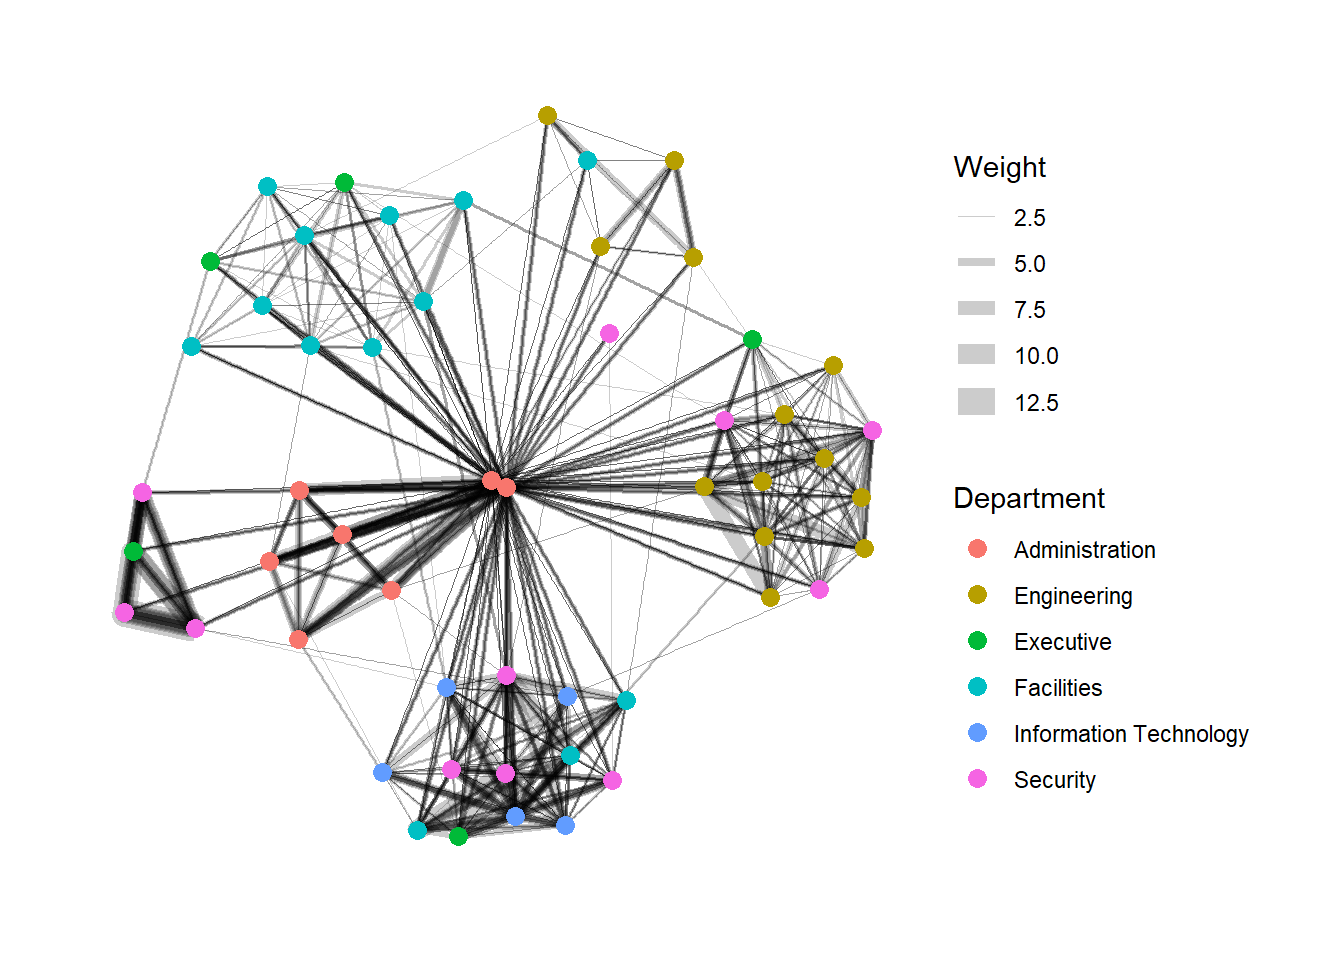 Weight
2.5
5.0
7.5
10.0
12.5
Department
Administration
Engineering
Executive
Facilities
Information Technology
Security